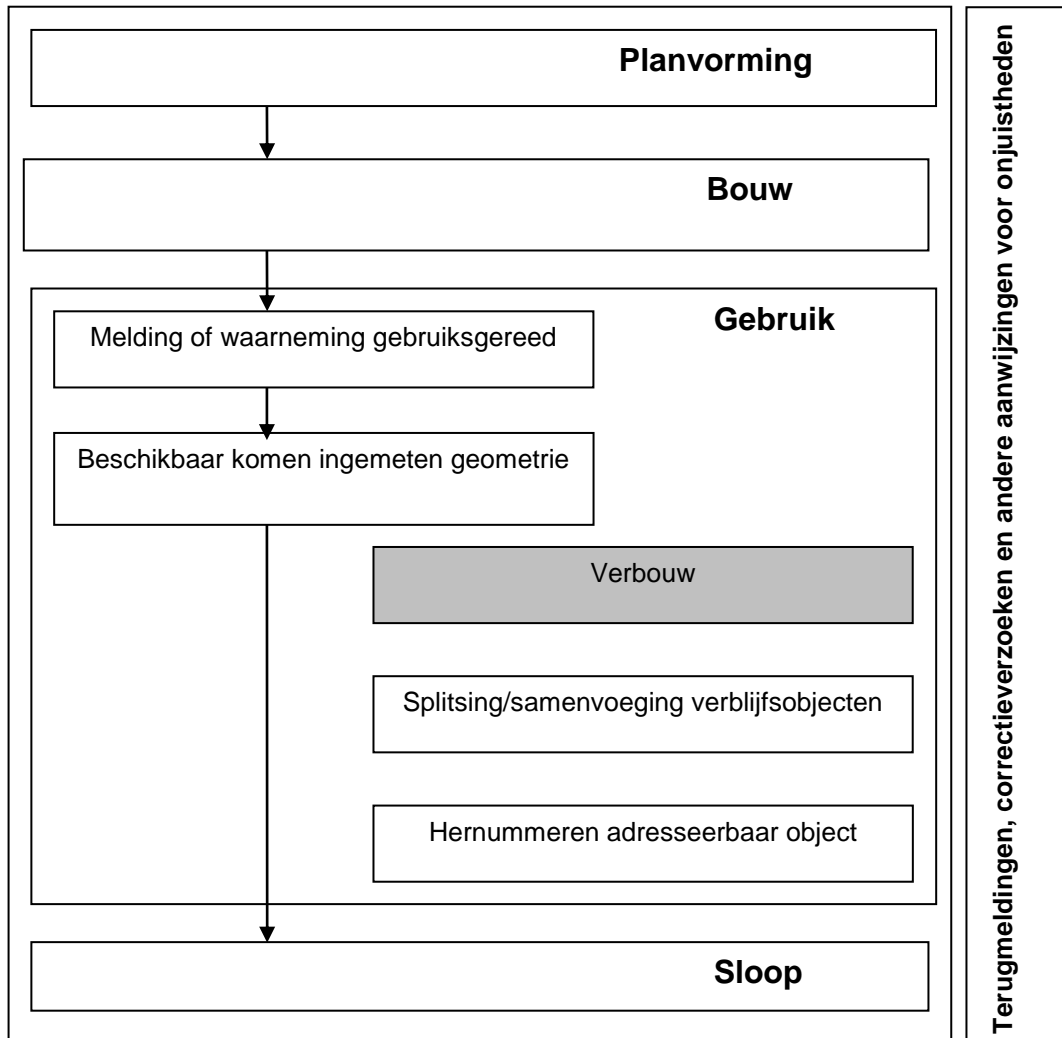 Planvorming
Bouw
Gebruik
Melding of waarneming gebruiksgereed
Beschikbaar komen ingemeten geometrie
Verbouw
Splitsing/samenvoeging verblijfsobjecten
Hernummeren adresseerbaar object
Sloop
Terugmeldingen, correctieverzoeken en andere aanwijzingen voor onjuistheden